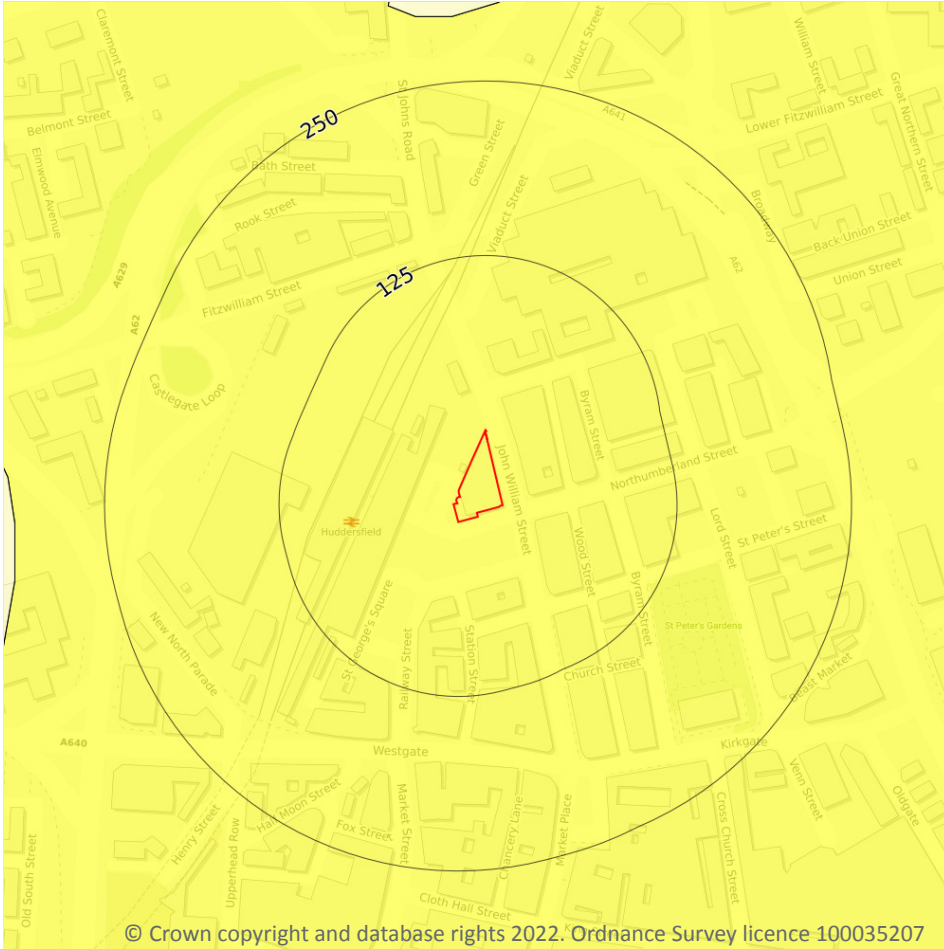 Claremont Street
Viaduct Street
William Street
Great Northern Street
Belmont Street
250
St Johns Road
A641
Lower Fitzwilliam Street
Elmwood Avenue
Green Street
Bath Street
Viaduct Street
Broadway
Rook Street
Back Union Street
A629
125
A62
Union Street
Fitzwilliam Street
A62
Castlegate Loop
Byram Street
John William Street
Northumberland Street
Huddersfield
Lord Street
St Peter's Street
Wood Street
Byram Street
St George's Square
New North Parade
Railway Street
Station Street
St Peter's Gardens
Church Street
Beast Market
A640
Westgate
Kirkgate
Venn Street
Oldgate
Half Moon Street
Henry Street
Fox Street
Market Street
Chancery Lane
Market Place
Cross Church Street
Upperhead Row
Old South Street
Cloth Hall Street
© Crown copyright and database rights 2022. Ordnance Survey licence 100035207